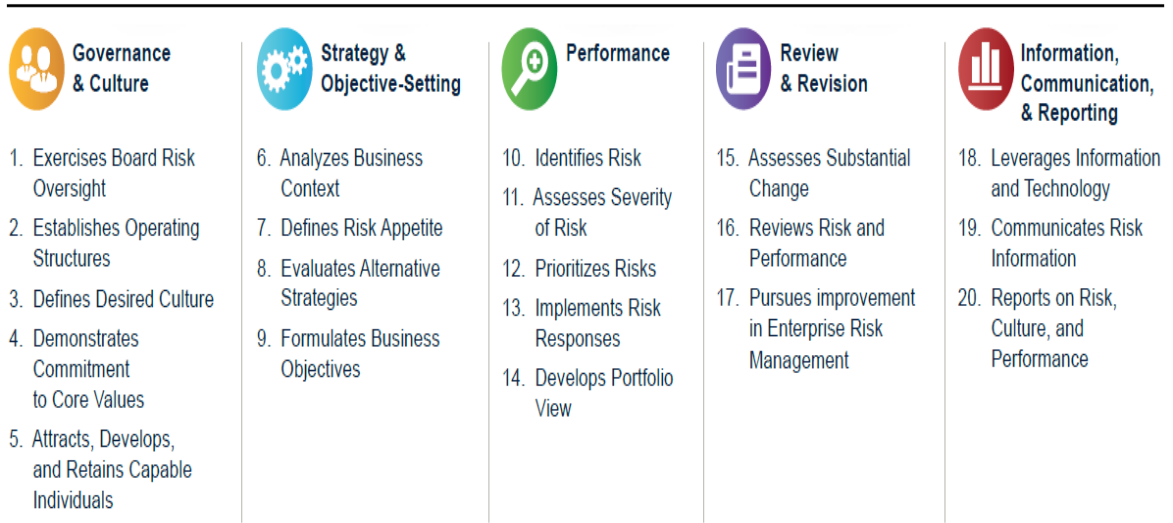 Governance
& Culture
1. Exercises Board Risk
Oversight
2. Establishes Operating
Structures
3. Defines Desired Culture
4. Demonstrates
Commitment
to Core Values
5. Attracts, Develops,
and Retains Capable
Individuals
Strategy &
Objective-Setting
6. Analyzes Business
Context
7. Defines Risk Appetite
8. Evaluates Alternative
Strategies
9. Formulates Business
Objectives
Performance
10. Identifies Risk
11. Assesses Severity
of Risk
12. Prioritizes Risks
13. Implements Risk
Responses
14. Develops Portfolio
View
Review
& Revision
15. Assesses Substantial
Change
16. Reviews Risk and
Performance
17. Pursues improvement
in Enterprise Risk
Management
Information,
Communication,
& Reporting
18. Leverages Information
and Technology
19. Communicates Risk
Information
20. Reports on Risk,
Culture, and
Performance